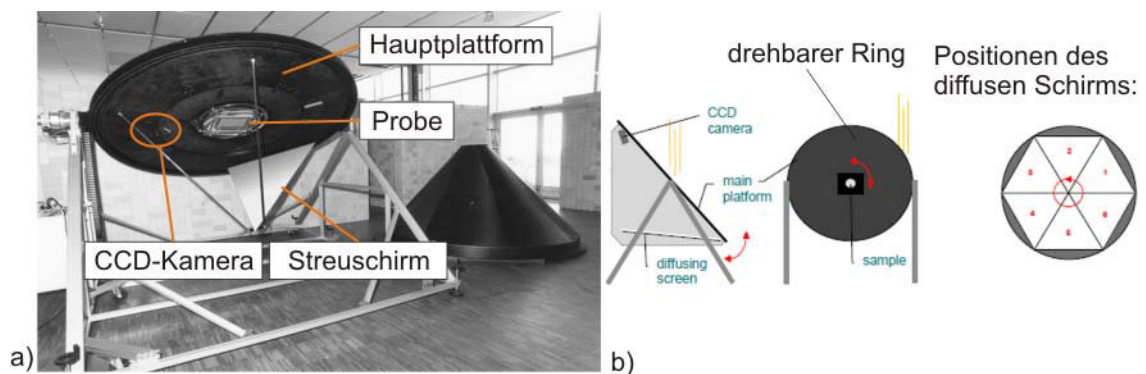 Hauptplattform
Probe
CCD-Kamera
Streuschirm
a)
drehbarer Ring
CCD
camera
main
platform
diffusing
screen
sample
Positionen des
diffusen Schirms:
2
3
1
4
6
5
b)